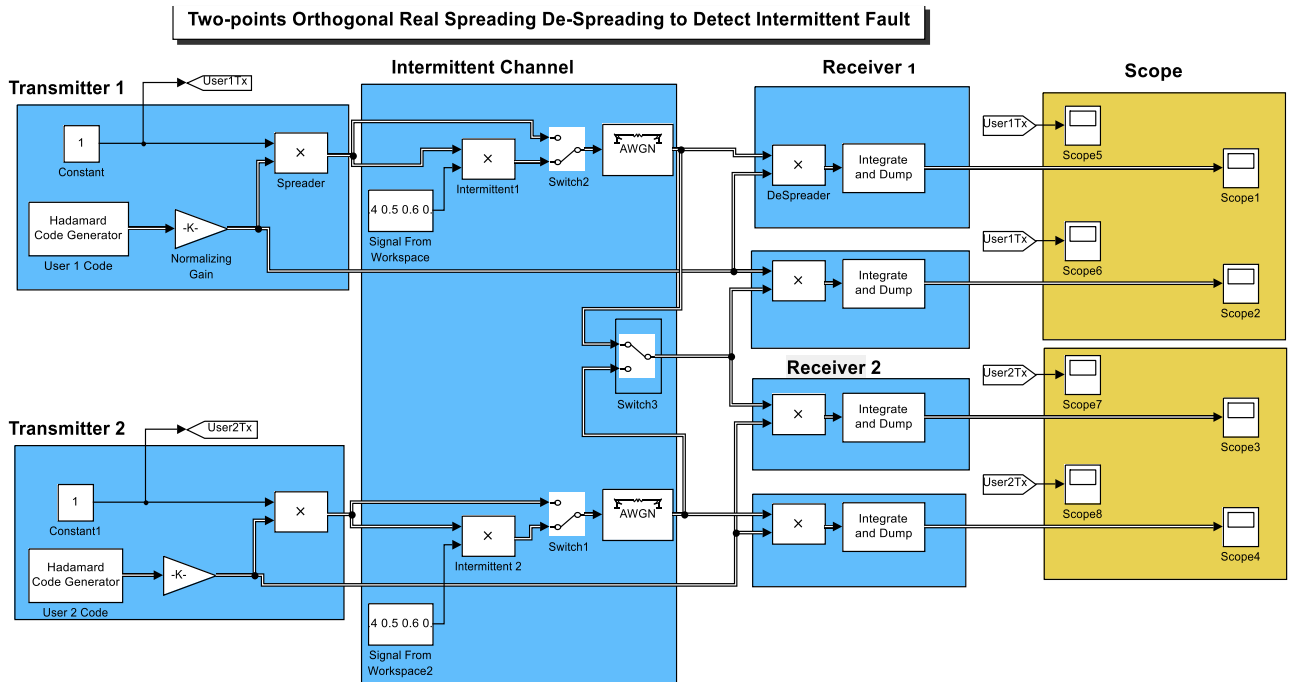 Two-points Orthogonal Real Spreading De-Spreading to Detect Intermittent Fault
Transmitter 1
User1Tx
1
Constant
×
Spreader
Hadamard
Code Generator
User 1 Code
-K-
Normalizing
Gain
Intermittent Channel
×
Intermittent1
.4 0.5 0.6 0.
Signal From
Workspace
Switch2
AWGN
Switch3
Receiver 1
×
DeSpreader
Integrate
and Dump
×
Integrate
and Dump
Scope
User1Tx
Scope5
Scope1
User1Tx
Scope6
Scope2
Transmitter 2
User2Tx
1
Constant1
×
Hadamard
Code Generator
User 2 Code
-K-
×
Intermittent 2
.4 0.5 0.6 0.
Signal From
Workspace2
Switch1
AWGN
Receiver 2
×
Integrate
and Dump
×
Integrate
and Dump
User2Tx
Scope7
Scope3
User2Tx
Scope8
Scope4